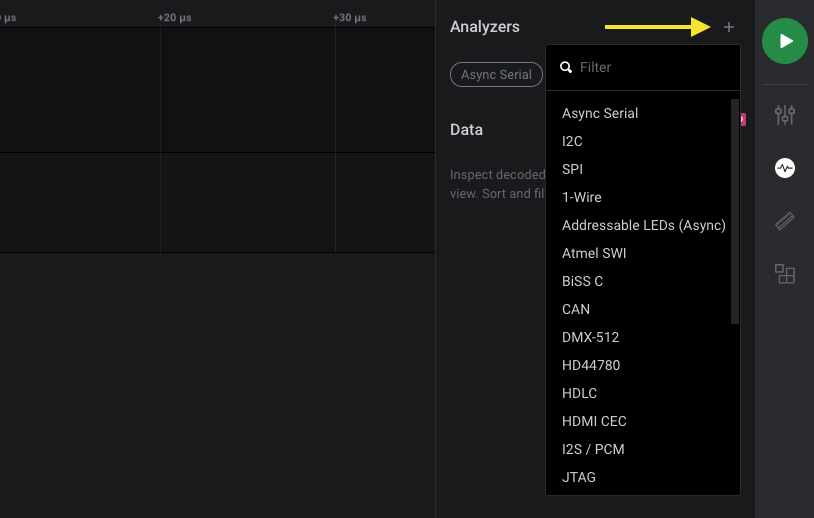 µs
+20 µs
+30 µs
Analyzers
+
Async Serial
Data
Inspect decoded
view. Sort and fil
Filter
Async Serial
I2C
SPI
1-Wire
Addressable LEDs (Async)
Atmel SWI
BiSS C
CAN
DMX-512
HD44780
HDLC
HDMI CEC
I2S / PCM
JTAG